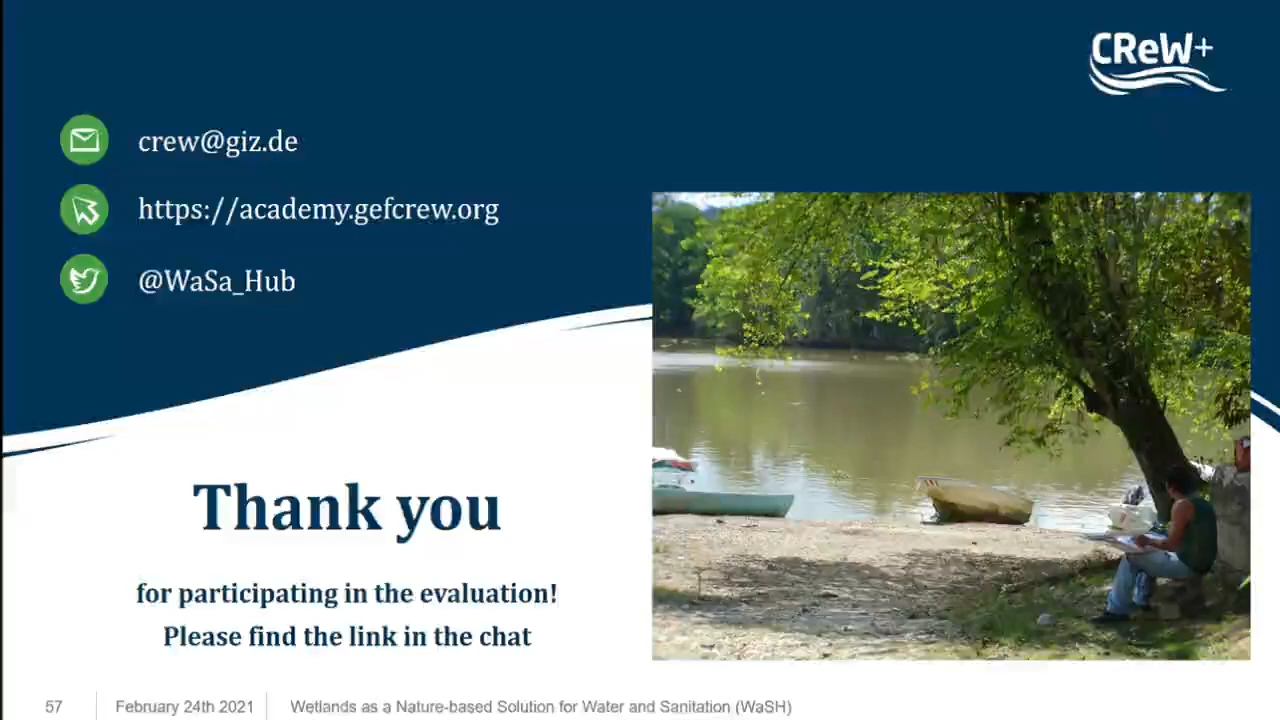 CReW+
crew@giz.de
https://academy.gefcrew.org
@WaSa_Hub
Thank you
for participating in the evaluation!
Please find the link in the chat
57
February 24th 2021
Wetlands as a Nature-based Solution for Water and Sanitation (WaSH)